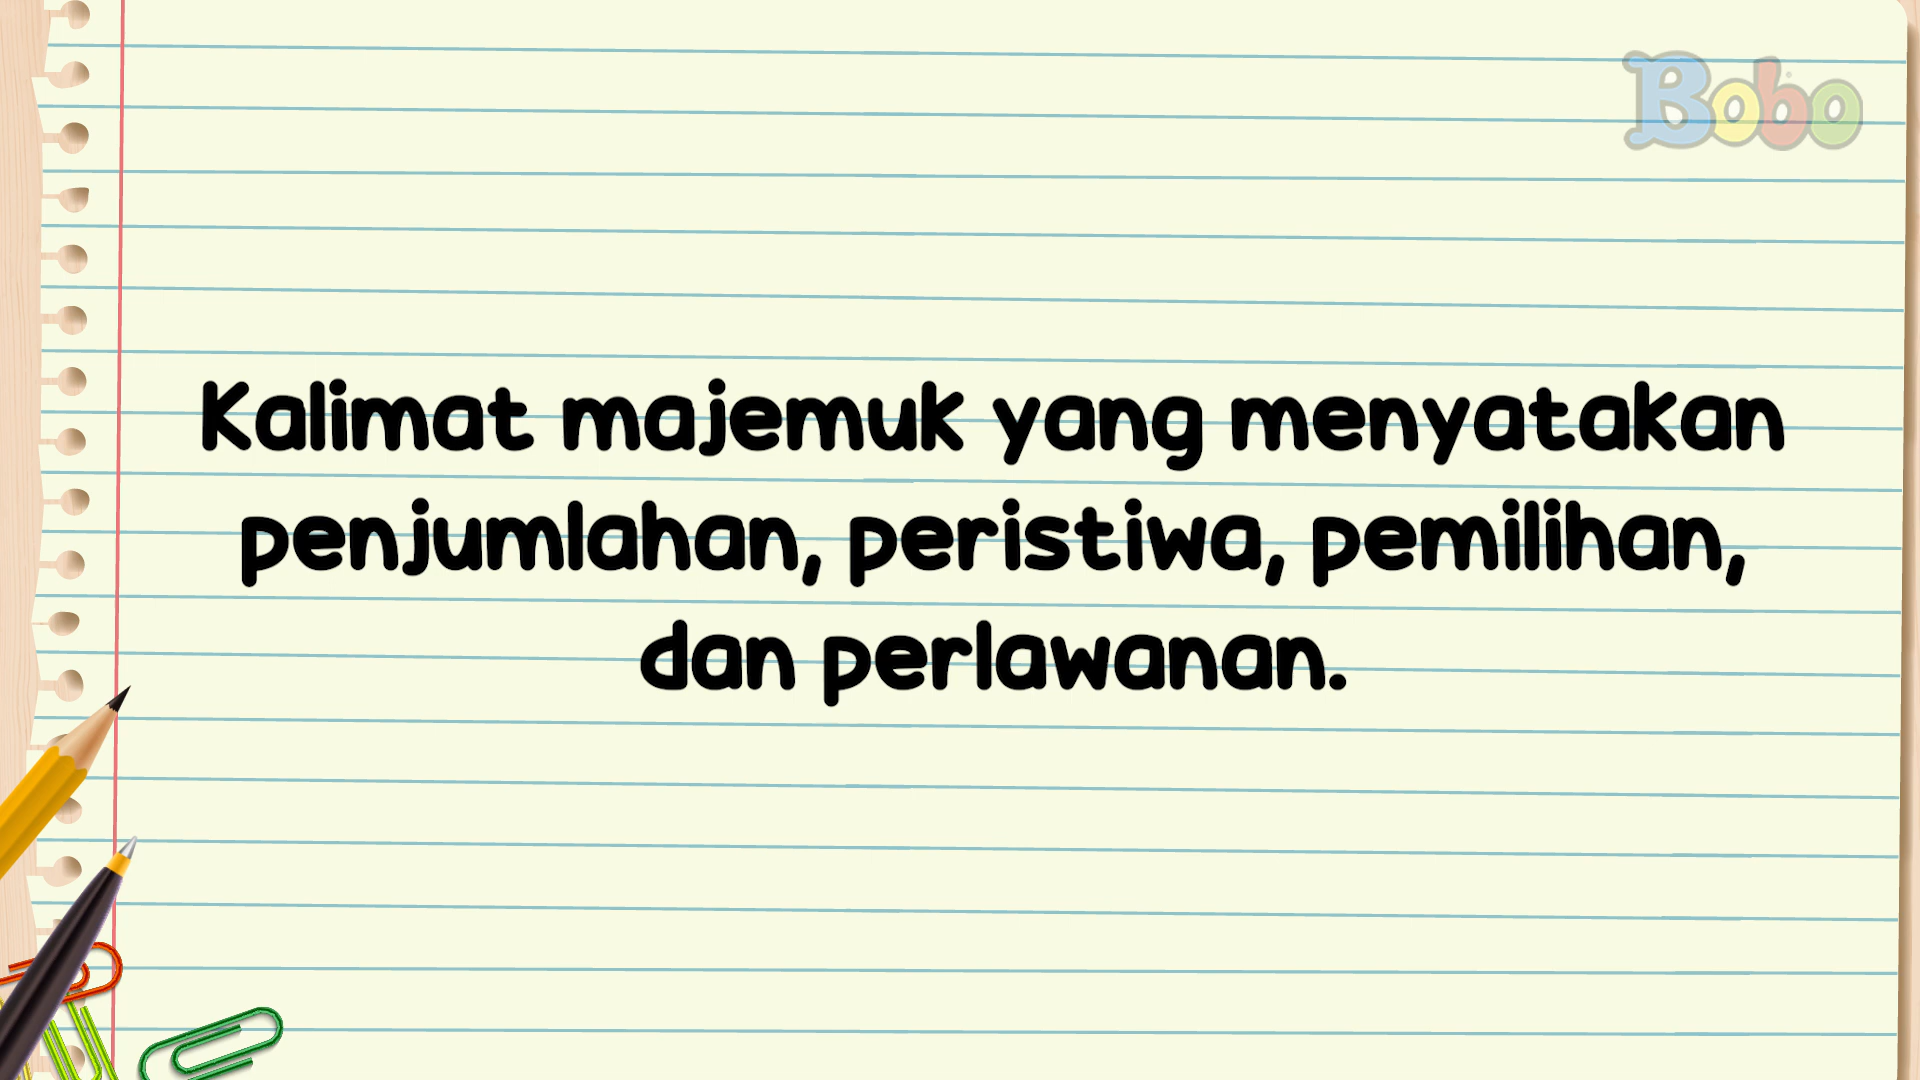 Bobo
Kalimat majemuk yang menyatakan
penjumlahan, peristiwa, pemilihan,
dan perlawanan.